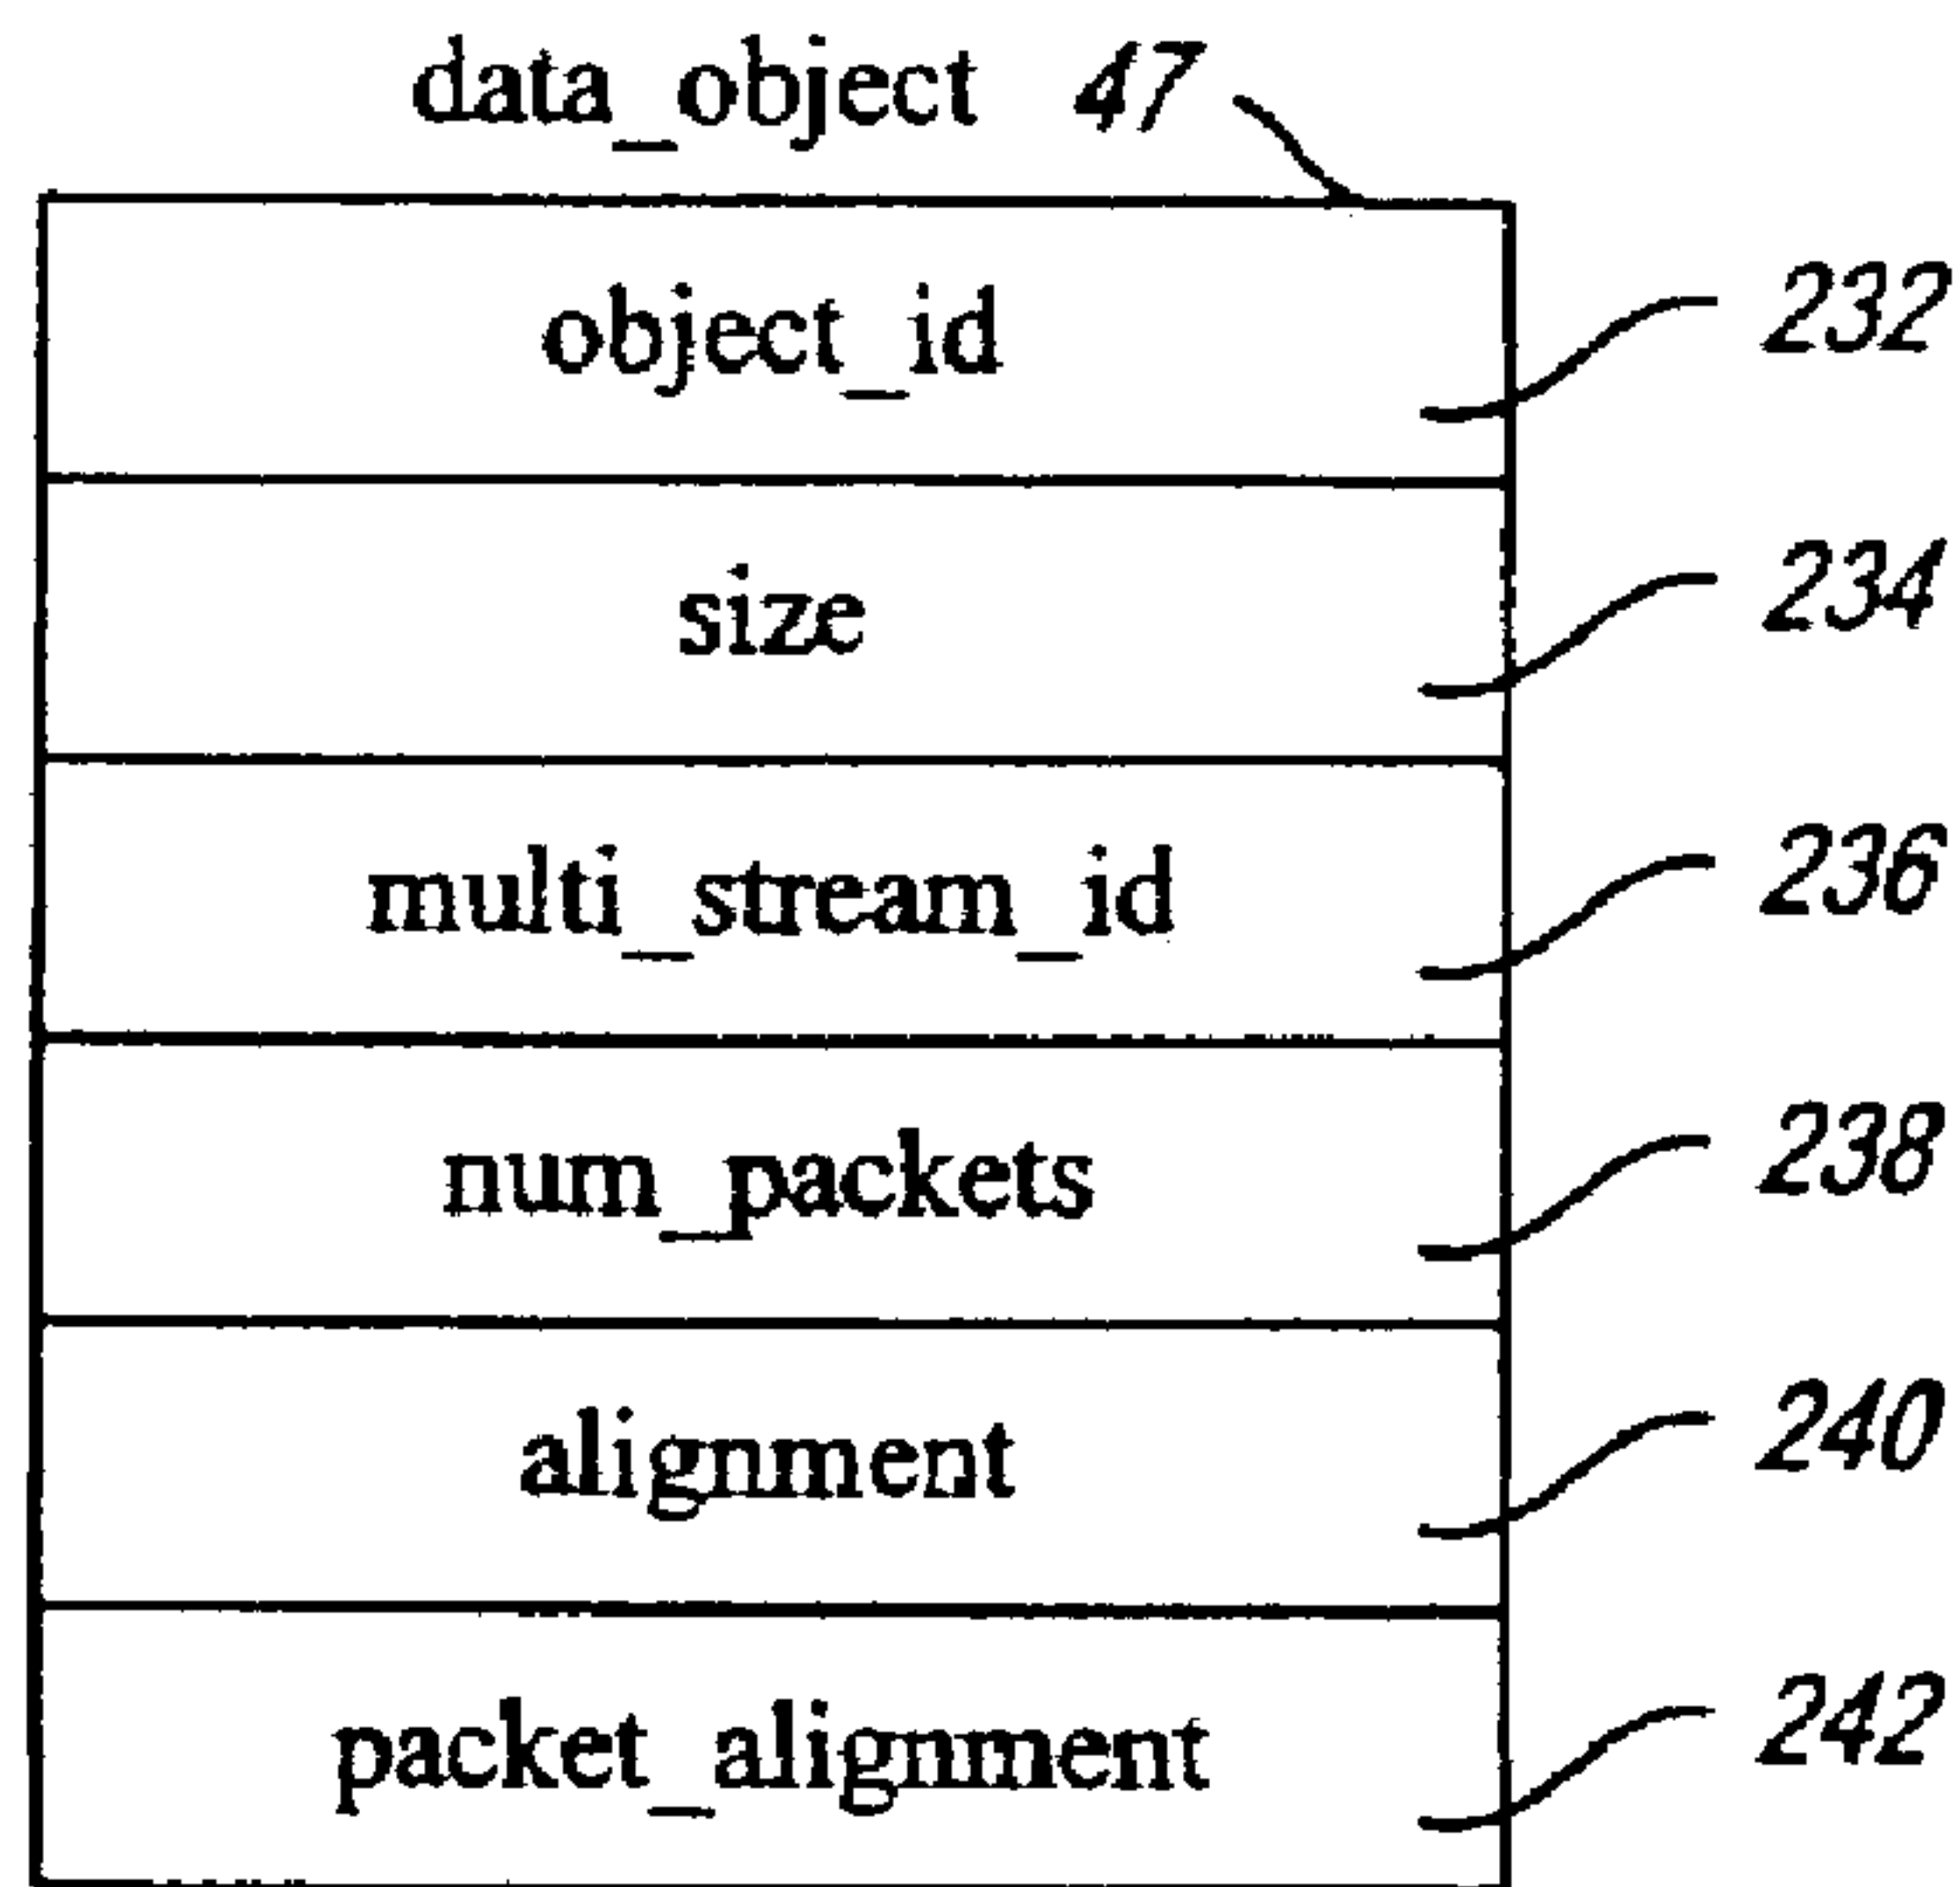 data_object 47
object_id 232
size 234
multi_stream_id 236
num_packets 238
alignment 240
packet_alignment 242